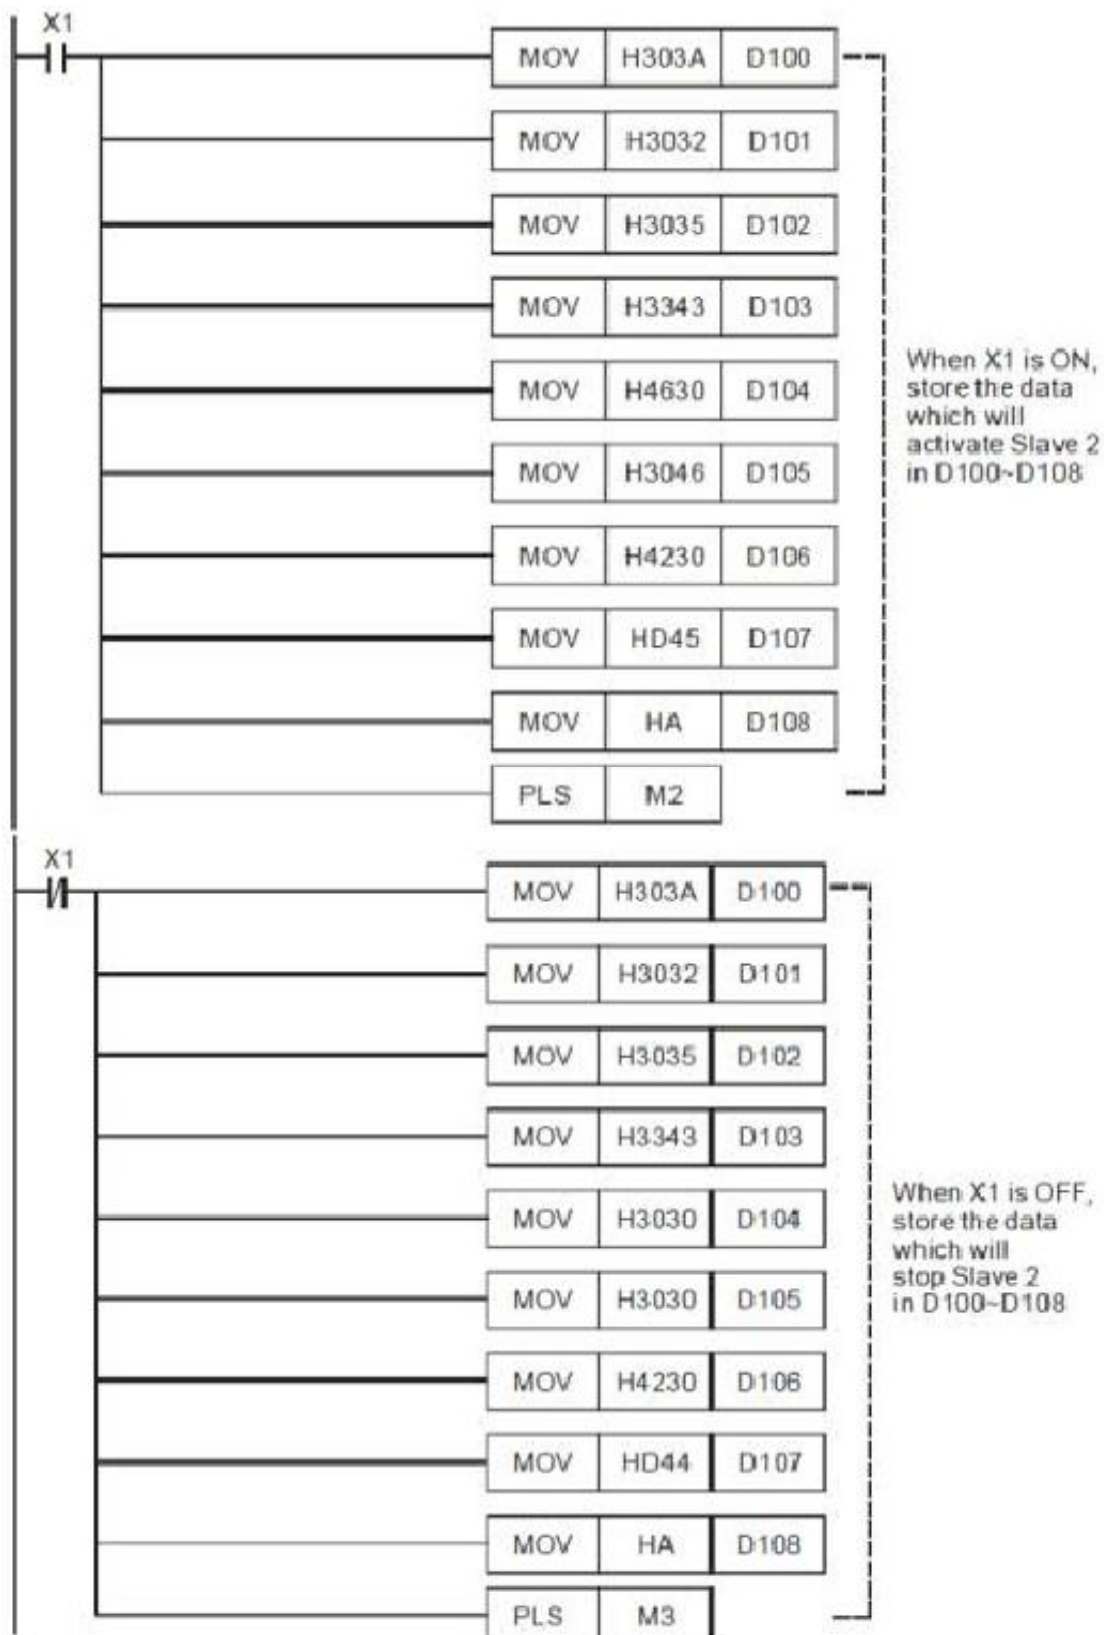 X1
MOV H303A D100
MOV H3032 D101
MOV H3035 D102
MOV H3343 D103
MOV H4630 D104
MOV H3046 D105
MOV H4230 D106
MOV HD45 D107
MOV HA D108
PLS M2
When X1 is ON,
store the data
which will
activate Slave 2
in D100~D108
X1
MOV H303A D100
MOV H3032 D101
MOV H3035 D102
MOV H3343 D103
MOV H3030 D104
MOV H3030 D105
MOV H4230 D106
MOV HD44 D107
MOV HA D108
PLS M3
When X1 is OFF,
store the data
which will
stop Slave 2
in D100~D108